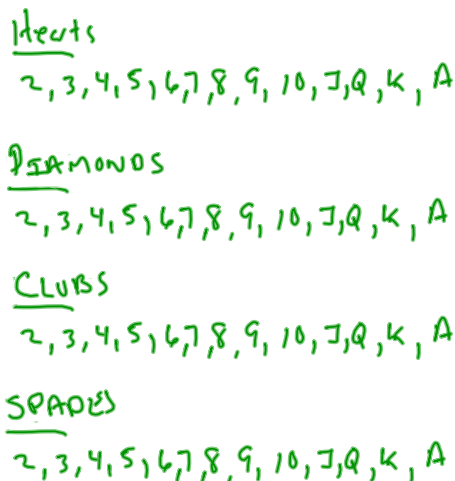 Hearts
2, 3, 4, 5, 6, 7, 8, 9, 10, J, Q, K, A
DIAMONDS
2, 3, 4, 5, 6, 7, 8, 9, 10, J, Q, K, A
CLUBS
2, 3, 4, 5, 6, 7, 8, 9, 10, J, Q, K, A
SPADES
2, 3, 4, 5, 6, 7, 8, 9, 10, J, Q, K, A